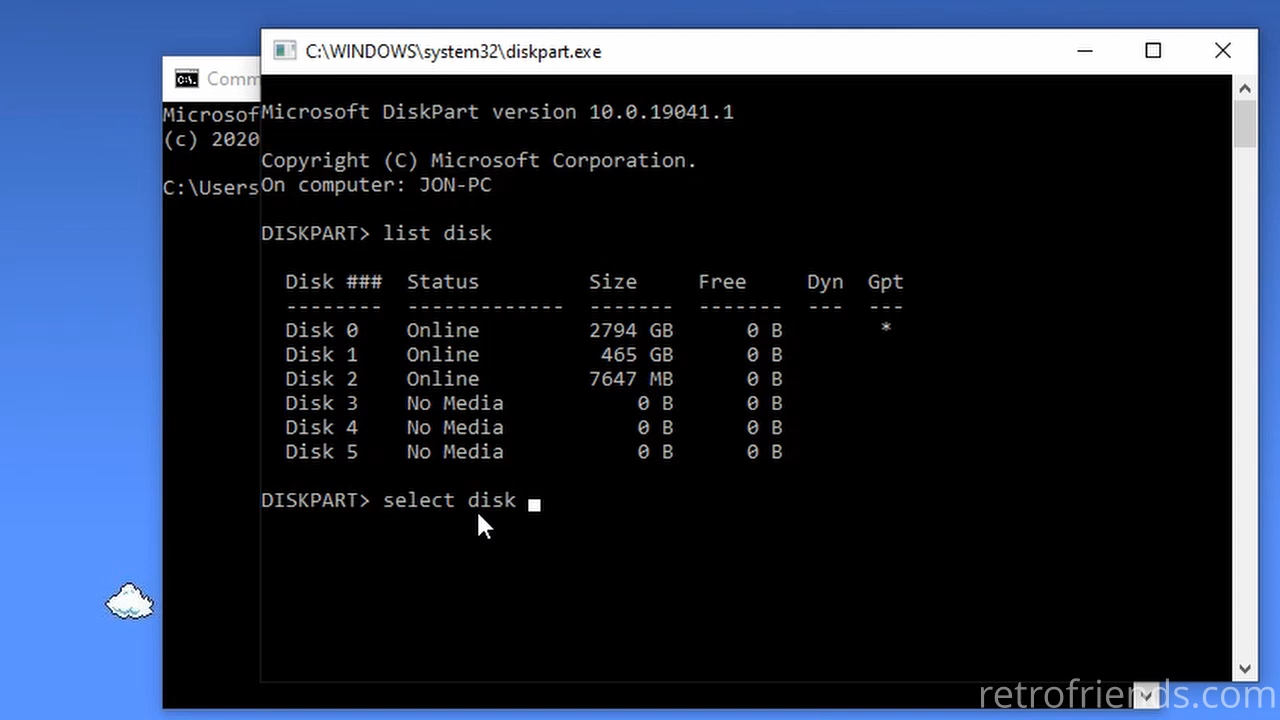 C:\WINDOWS\system32\diskpart.exe
Comm
Microsof
(c) 2020
C:\Users
Microsoft DiskPart version 10.0.19041.1
Copyright (C) Microsoft Corporation.
On computer: JON-PC
DISKPART> list disk
Disk ### Status Size Free Dyn Gpt
-------- ------------- ------- ------- --- ---
Disk 0 Online 2794 GB 0 B *
Disk 1 Online 465 GB 0 B
Disk 2 Online 7647 MB 0 B
Disk 3 No Media 0 B 0 B
Disk 4 No Media 0 B 0 B
Disk 5 No Media 0 B 0 B
DISKPART> select disk
retrofriends.com